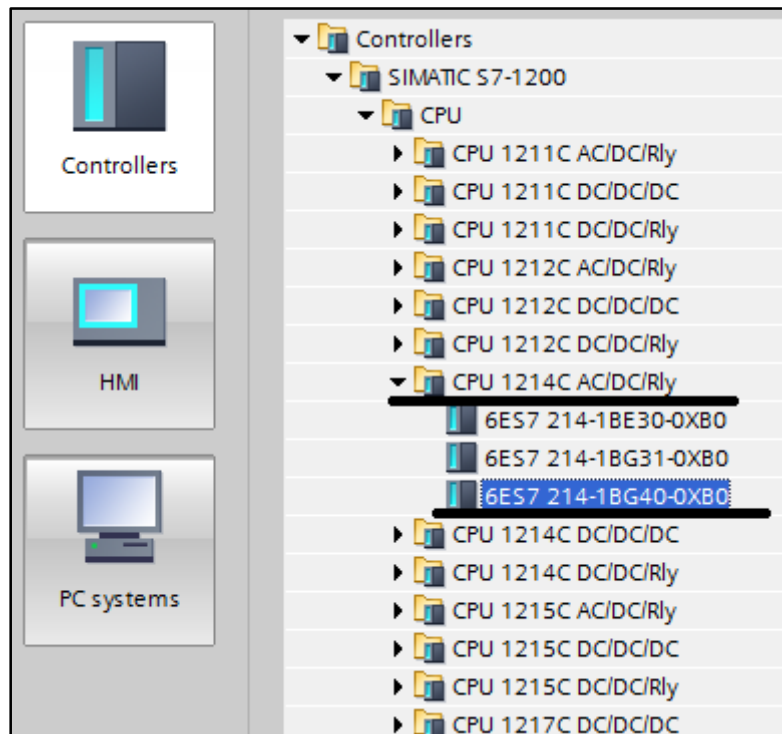 Controllers
HMI
PC systems
Controllers
SIMATIC S7-1200
CPU
CPU 1211C AC/DC/Rly
CPU 1211C DC/DC/DC
CPU 1211C DC/DC/Rly
CPU 1212C AC/DC/Rly
CPU 1212C DC/DC/DC
CPU 1212C DC/DC/Rly
CPU 1214C AC/DC/Rly
6ES7 214-1BE30-0XB0
6ES7 214-1BG31-0XB0
6ES7 214-1BG40-0XB0
CPU 1214C DC/DC/DC
CPU 1214C DC/DC/Rly
CPU 1215C AC/DC/Rly
CPU 1215C DC/DC/DC
CPU 1215C DC/DC/Rly
CPU 1217C DC/DC/DC